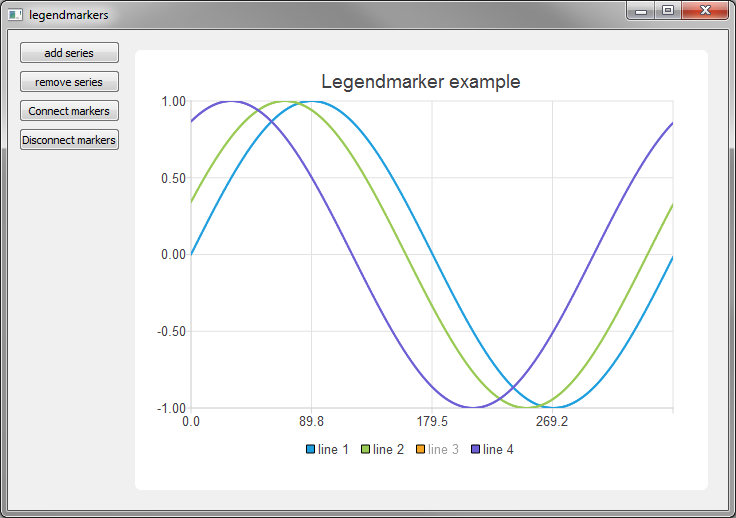 legendmarkers
add series
remove series
Connect markers
Disconnect markers
Legendmarker example
1.00
0.50
0.00
-0.50
-1.00
0.0 89.8 179.5 269.2
line 1 line 2 line 3 line 4